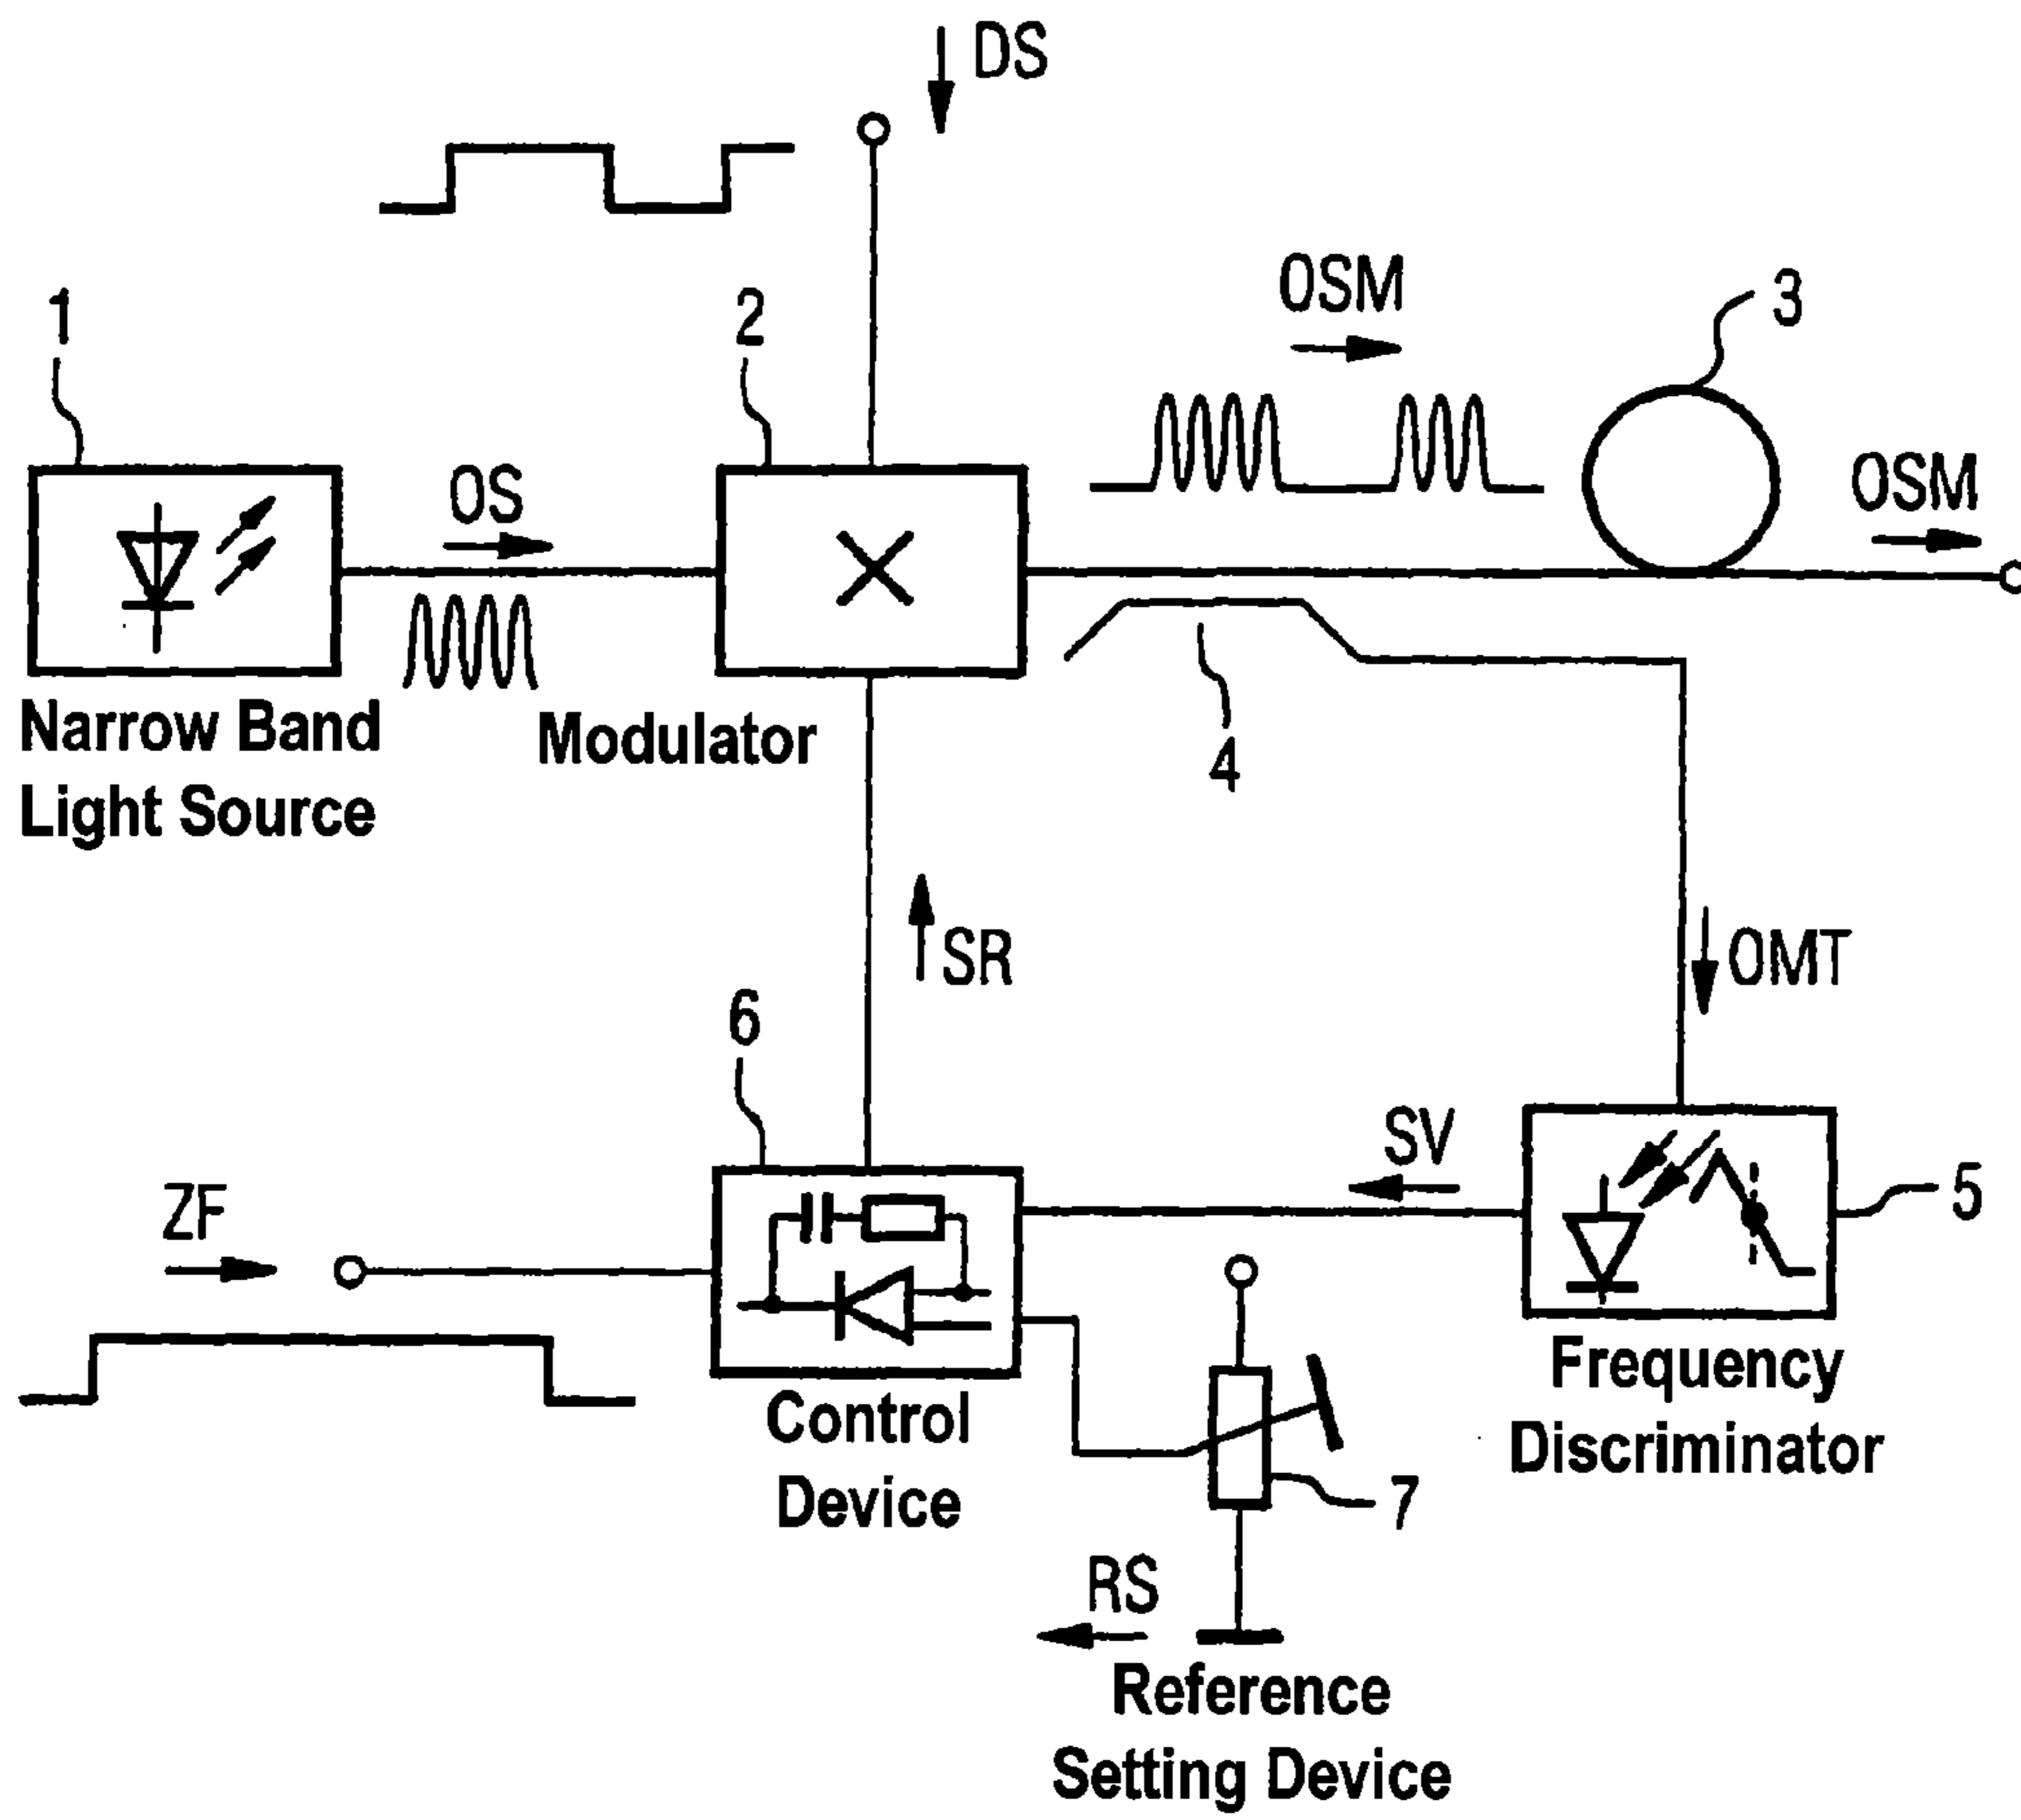 DS
1
2
OSM
3
OS
OSM
Narrow Band
Light Source
Modulator
4
SR
OMT
6
ZF
SV
5
Control
Device
Frequency
Discriminator
7
RS
Reference
Setting Device